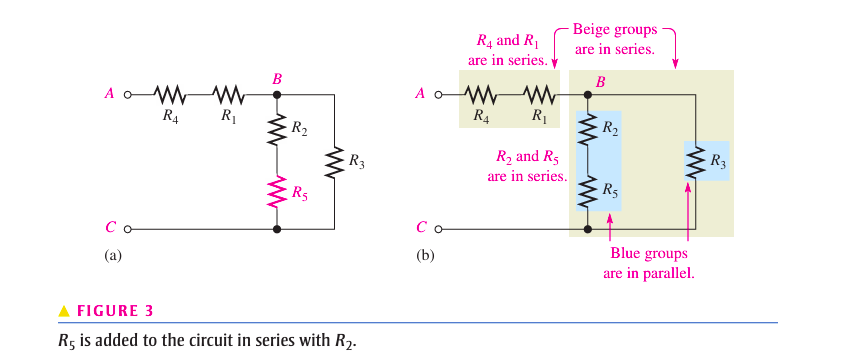 A
R4
R1
B
R2
R5
R3
C
(a)
R4 and R1
are in series.
Beige groups
are in series.
A
R4
R1
B
R2
R2 and R5
are in series.
R5
R3
C
(b)
Blue groups
are in parallel.
▲ FIGURE 3
R5 is added to the circuit in series with R2.